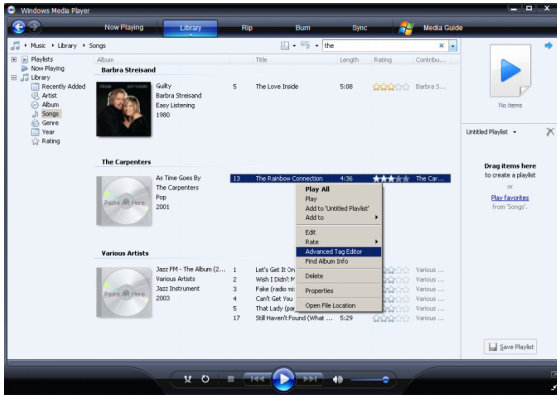 Windows Media Player
Now Playing Library Rip Burn Sync Media Guide
Music Library Songs the
Playlists
Now Playing
Library
Recently Added
Artist
Album
Songs
Genre
Year
Rating
Album Title Length Rating Contribu...
Barbra Streisand
Guilty 5 The Love Inside 5:08 Barbra S...
Barbra Streisand
Easy Listening
1980
The Carpenters
As Time Goes By 13 The Rainbow Connection 4:36 The Car...
The Carpenters
Pop
2001
Paste Art Here
Play All
Play
Add to 'Untitled Playlist'
Add to
Edit
Rate
Advanced Tag Editor
Find Album Info
Delete
Properties
Open File Location
Various Artists
Jazz FM - The Album (2... 1 Let's Get It On Various ...
Various Artists 2 Wish I Didn't M Various ...
Jazz Instrument 3 Fake (radio mi Various ...
2003 4 Can't Get You Various ...
5 That Lady (par Various ...
17 Still Haven't Found (What ... 5:29 Various ...
Paste Art Here
No items
Untitled Playlist
Drag items here
to create a playlist
or
Play favorites
from 'Songs'.
Save Playlist